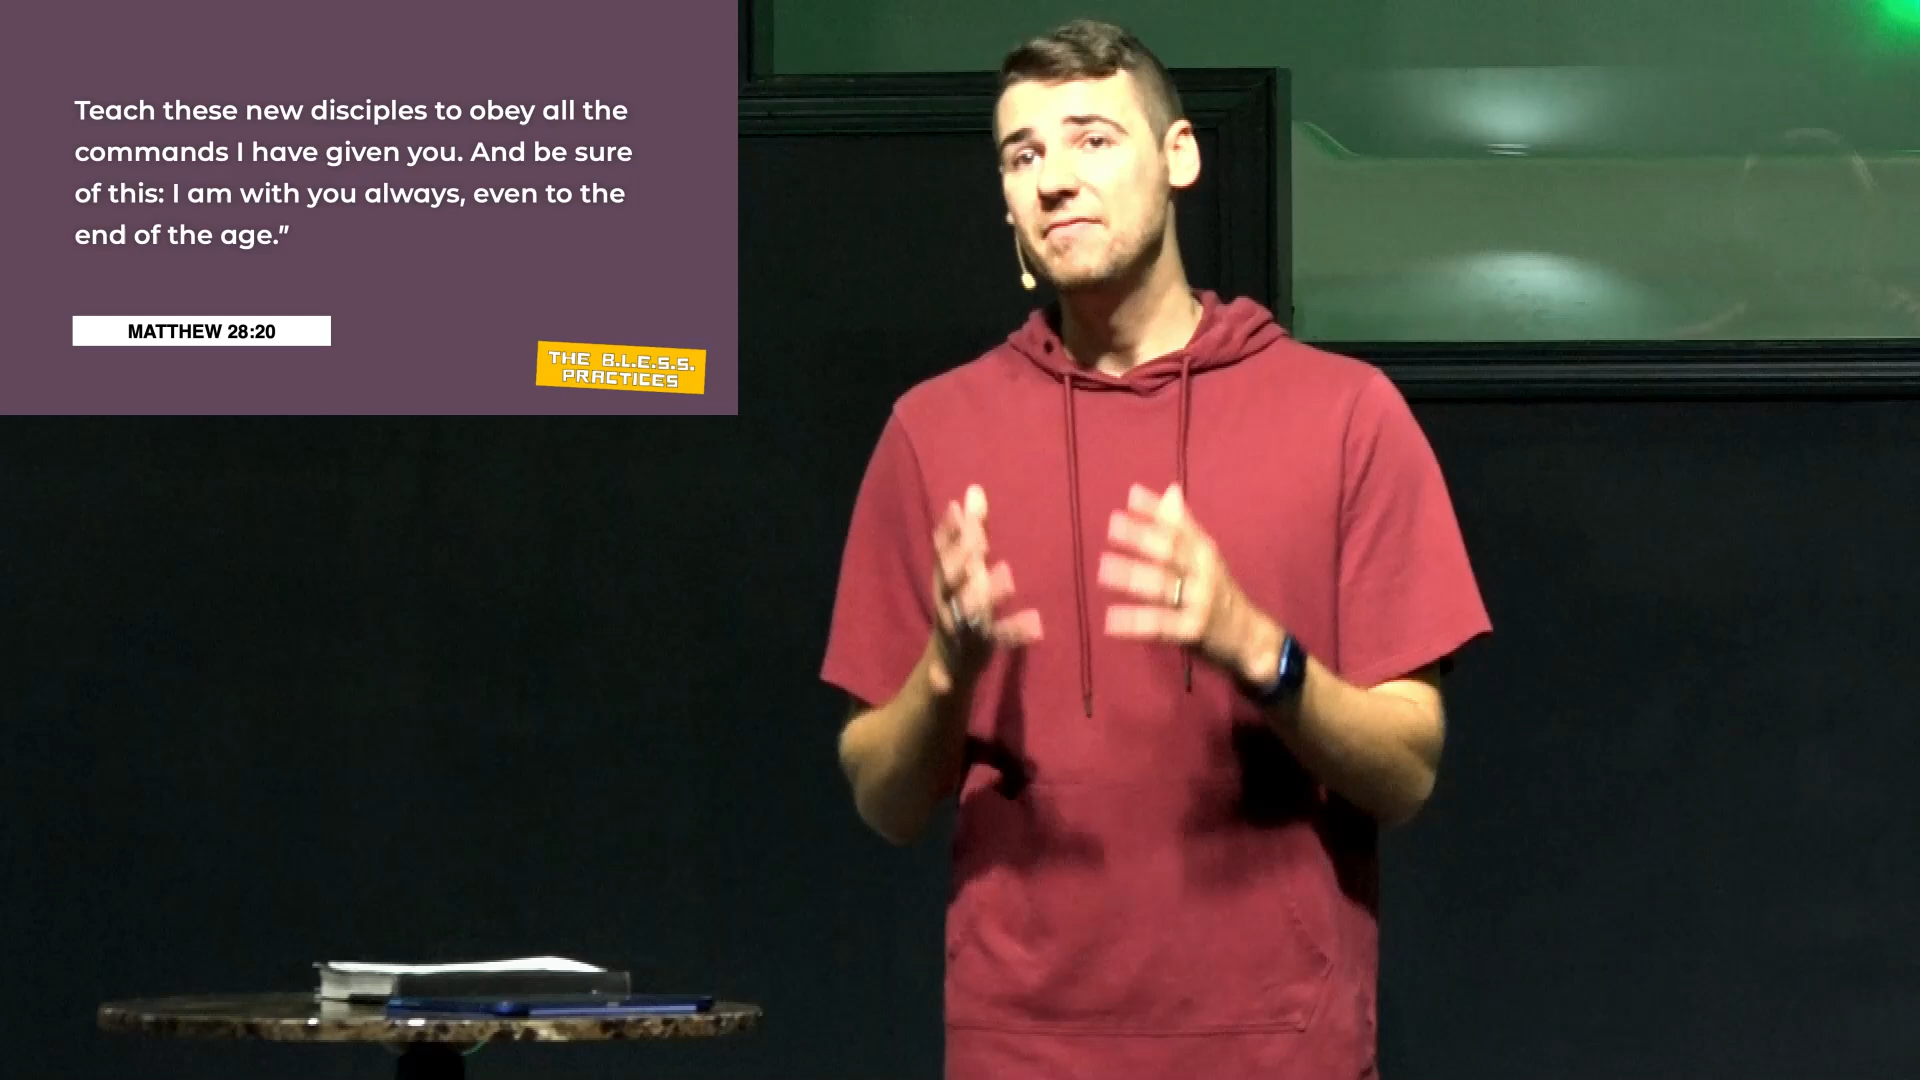 Teach these new disciples to obey all the
commands I have given you. And be sure
of this: I am with you always, even to the
end of the age.”
MATTHEW 28:20
THE B.L.E.S.S.
PRACTICES